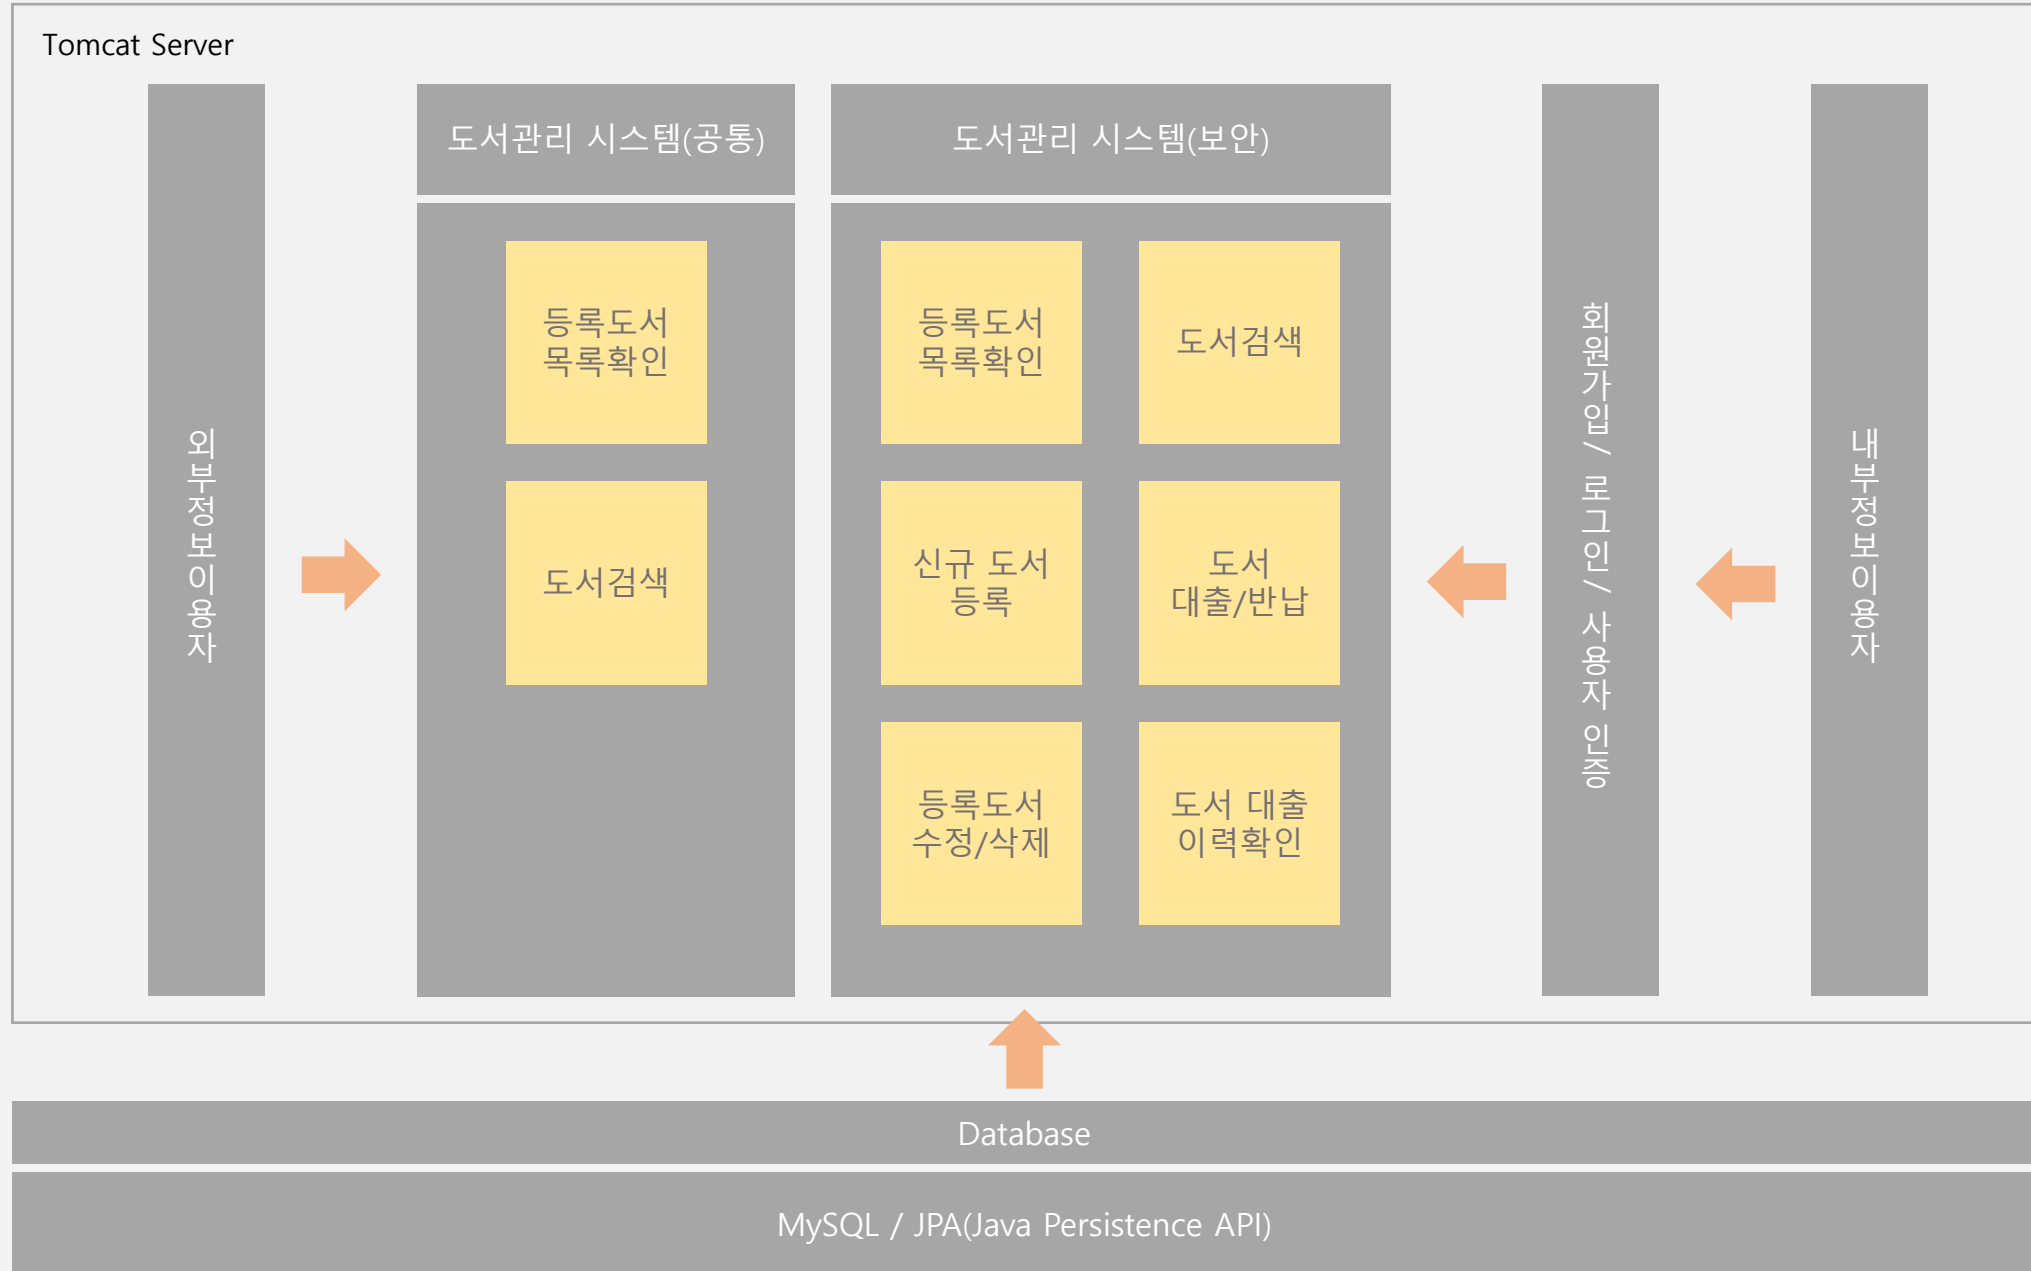 Tomcat Server
외부정보이용자
도서관리 시스템(공통)
등록도서
목록확인
도서검색
도서관리 시스템(보안)
등록도서
목록확인
도서검색
신규 도서
등록
도서
대출/반납
등록도서
수정/삭제
도서 대출
이력확인
회원가입/ 로그인/ 사용자 인증
내부정보이용자
Database
MySQL / JPA(Java Persistence API)